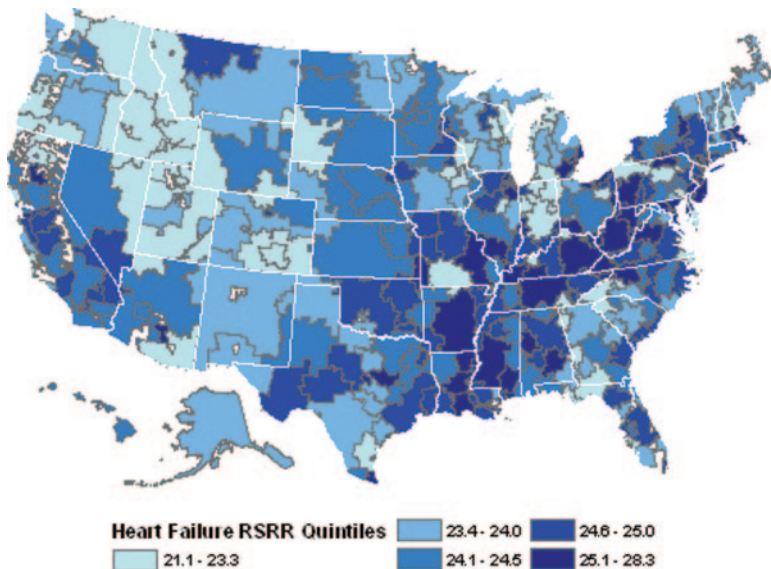 Heart Failure RSRR Quintiles
23.4 - 24.0
24.6 - 25.0
21.1 - 23.3
24.1 - 24.5
25.1 - 28.3